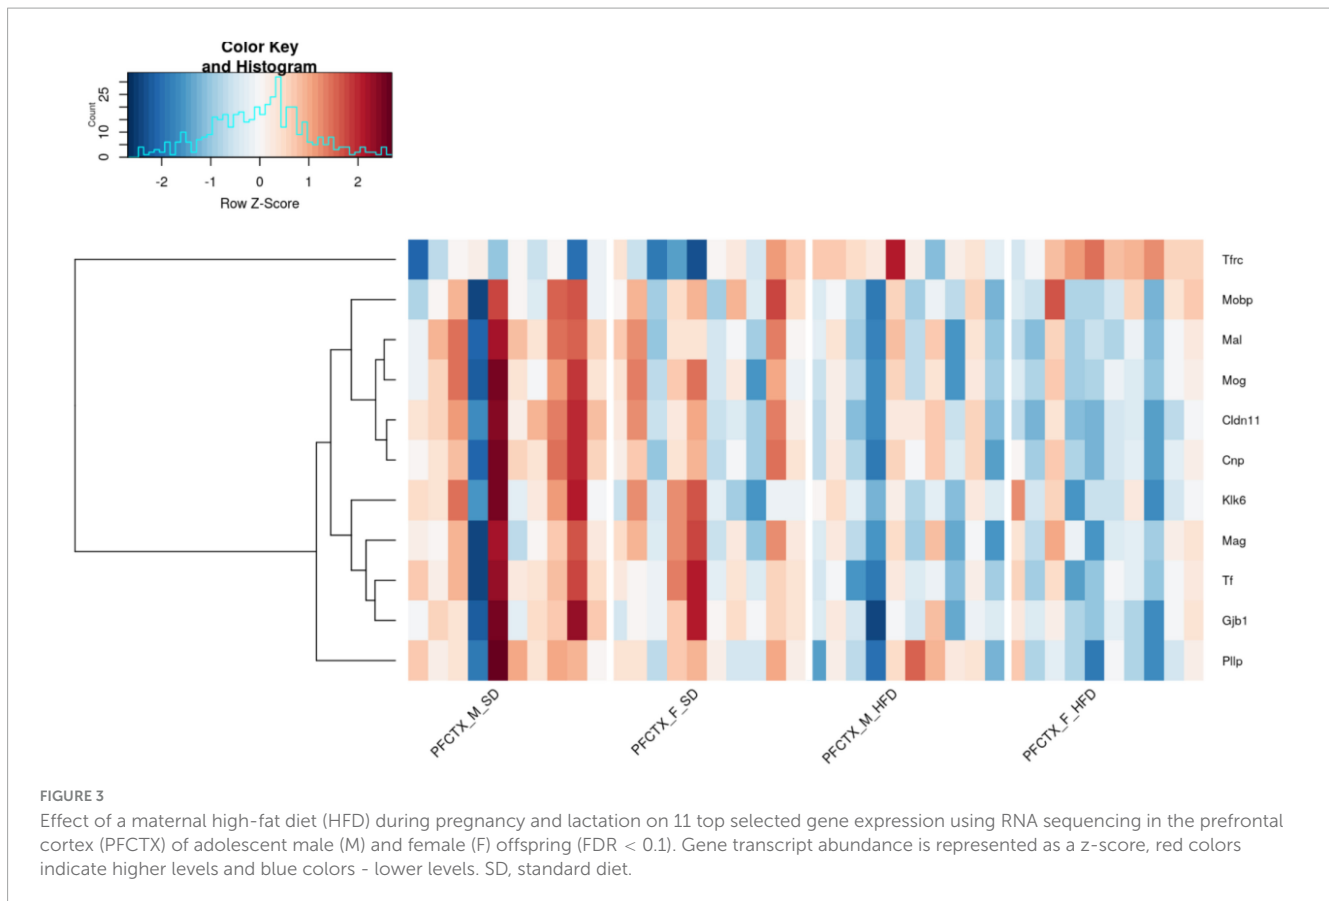 Color Key
and Histogram
Count
0 10 25
-2 -1 0 1 2
Row Z-Score
Tfrc
Mobp
Mal
Mog
Cldn11
Cnp
Klk6
Mag
Tf
Gjb1
Pllp
PFCTX_M_SD
PFCTX_F_SD
PFCTX_M_HFD
PFCTX_F_HFD
FIGURE 3
Effect of a maternal high-fat diet (HFD) during pregnancy and lactation on 11 top selected gene expression using RNA sequencing in the prefrontal
cortex (PFCTX) of adolescent male (M) and female (F) offspring (FDR < 0.1). Gene transcript abundance is represented as a z-score, red colors
indicate higher levels and blue colors - lower levels. SD, standard diet.